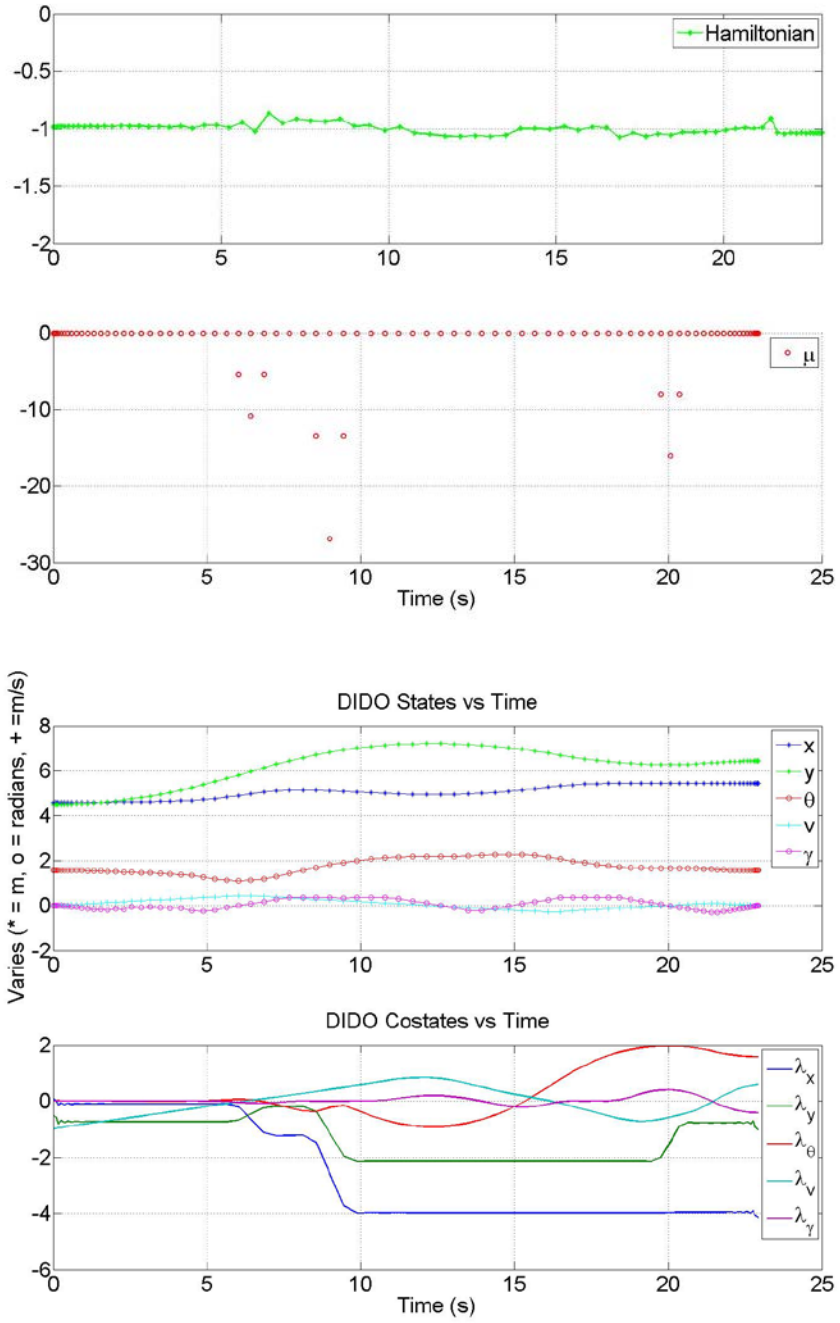 0
-0.5
-1
-1.5
-2
0 5 10 15 20
Hamiltonian
0
-10
-20
-30
0 5 10 15 20 25
Time (s)
μ
DIDO States vs Time
8
6
4
2
0
-2
0 5 10 15 20 25
x
y
θ
v
γ
Varies (* = m, o = radians, + =m/s)
DIDO Costates vs Time
2
0
-2
-4
-6
0 5 10 15 20 25
Time (s)
λx
λy
λθ
λv
λγ